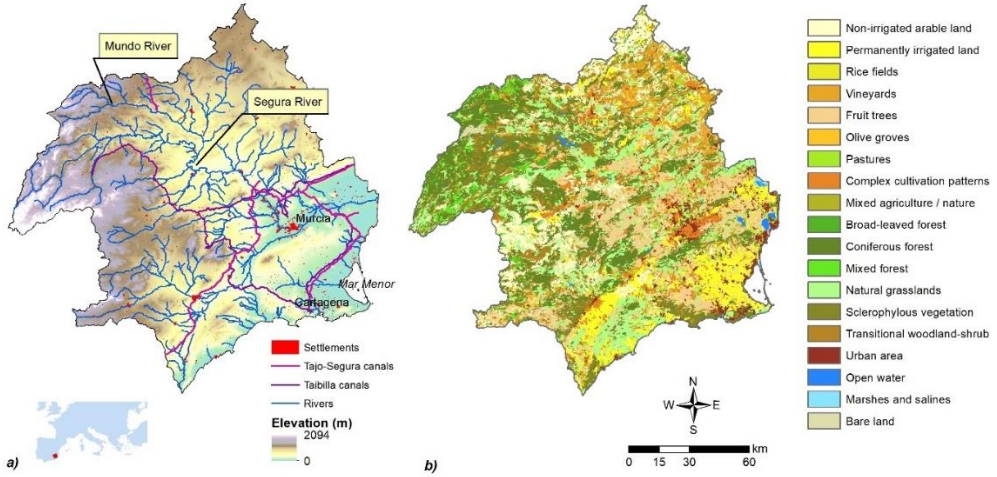 Mundo River
Segura River
Murcia
Mar Menor
Cartagena
Settlements
Tajo-Segura canals
Taibilla canals
Rivers
Elevation (m)
2094
0
a)
N
W E
S
km
0 15 30 45 60
b)
Non-irrigated arable land
Permanently irrigated land
Rice fields
Vineyards
Fruit trees
Olive groves
Pastures
Complex cultivation patterns
Mixed agriculture / nature
Broad-leaved forest
Coniferous forest
Mixed forest
Natural grasslands
Sclerophylous vegetation
Transitional woodland-shrub
Urban area
Open water
Marshes and salines
Bare land